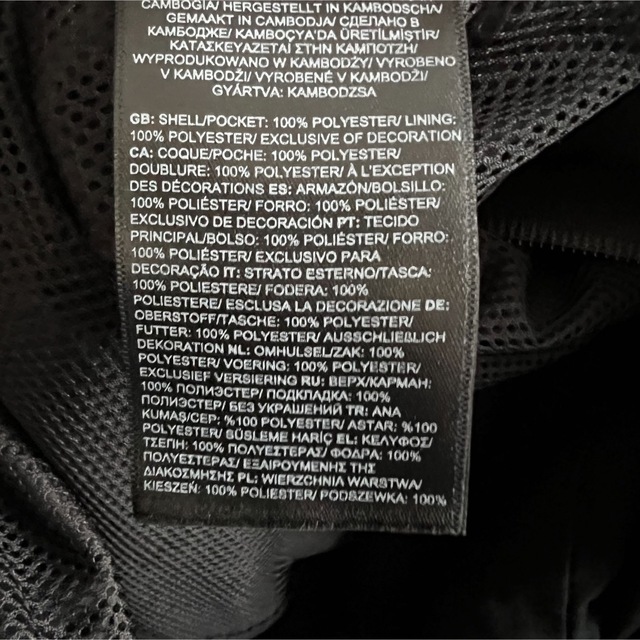 CAMBOGIA/ HERGESTELLT IN KAMBODSCHA/
GEMAAKT IN CAMBODJA/ СДЕЛАНО В
КАМБОДЖЕ/ KAMBOÇYA'DA ÜRETİLMİŞTİR/
ΚΑΤΑΣΚΕΥΑΖΕΤΑΙ ΣΤΗΝ ΚΑΜΠΟΤΖΗ/
WYPRODUKOWANO W KAMBODŻY/ VYROBENO
V KAMBODŽI/ VYROBENÉ V KAMBODŽI/
GYÁRTVA: KAMBODZSA
GB: SHELL/POCKET: 100% POLYESTER/ LINING:
100% POLYESTER/ EXCLUSIVE OF DECORATION
CA: COQUE/POCHE: 100% POLYESTER/
DOUBLURE: 100% POLYESTER/ À L'EXCEPTION
DES DÉCORATIONS ES: ARMAZÓN/BOLSILLO:
100% POLIÉSTER/ FORRO: 100% POLIÉSTER/
EXCLUSIVO DE DECORACIÓN PT: TECIDO
PRINCIPAL/BOLSO: 100% POLIÉSTER/ FORRO:
100% POLIÉSTER/ EXCLUSIVO PARA
DECORAÇÃO IT: STRATO ESTERNO/TASCA:
100% POLIESTERE/ FODERA: 100%
POLIESTERE/ ESCLUSA LA DECORAZIONE DE:
OBERSTOFF/TASCHE: 100% POLYESTER/
FUTTER: 100% POLYESTER/ AUSSCHLIEßLICH
DEKORATION NL: OMHULSEL/ZAK: 100%
POLYESTER/ VOERING: 100% POLYESTER/
EXCLUSIEF VERSIERING RU: ВЕРХ/КАРМАН:
100% ПОЛИЭСТЕР/ ПОДКЛАДКА: 100%
ПОЛИЭСТЕР/ БЕЗ УКРАШЕНИЙ TR: ANA
KUMAŞ/CEP: %100 POLYESTER/ ASTAR: %100
POLYESTER/ SÜSLEME HARİÇ EL: ΚΕΛΥΦΟΣ/
ΤΣΕΠΗ: 100% ΠΟΛΥΕΣΤΕΡΑΣ/ ΦΟΔΡΑ: 100%
ΠΟΛΥΕΣΤΕΡΑΣ/ ΕΞΑΙΡΟΥΜΕΝΗΣ ΤΗΣ
ΔΙΑΚΟΣΜΗΣΗΣ PL: WIERZCHNIA WARSTWA/
KIESZEŃ: 100% POLIESTER/ PODSZEWKA: 100%